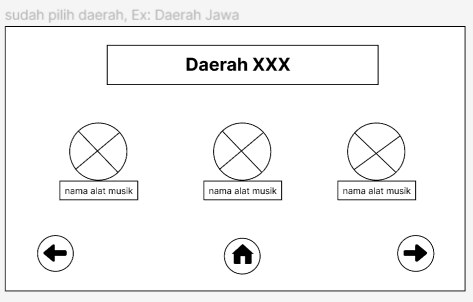 sudah pilih daerah, Ex: Daerah Jawa
Daerah XXX
nama alat musik
nama alat musik
nama alat musik